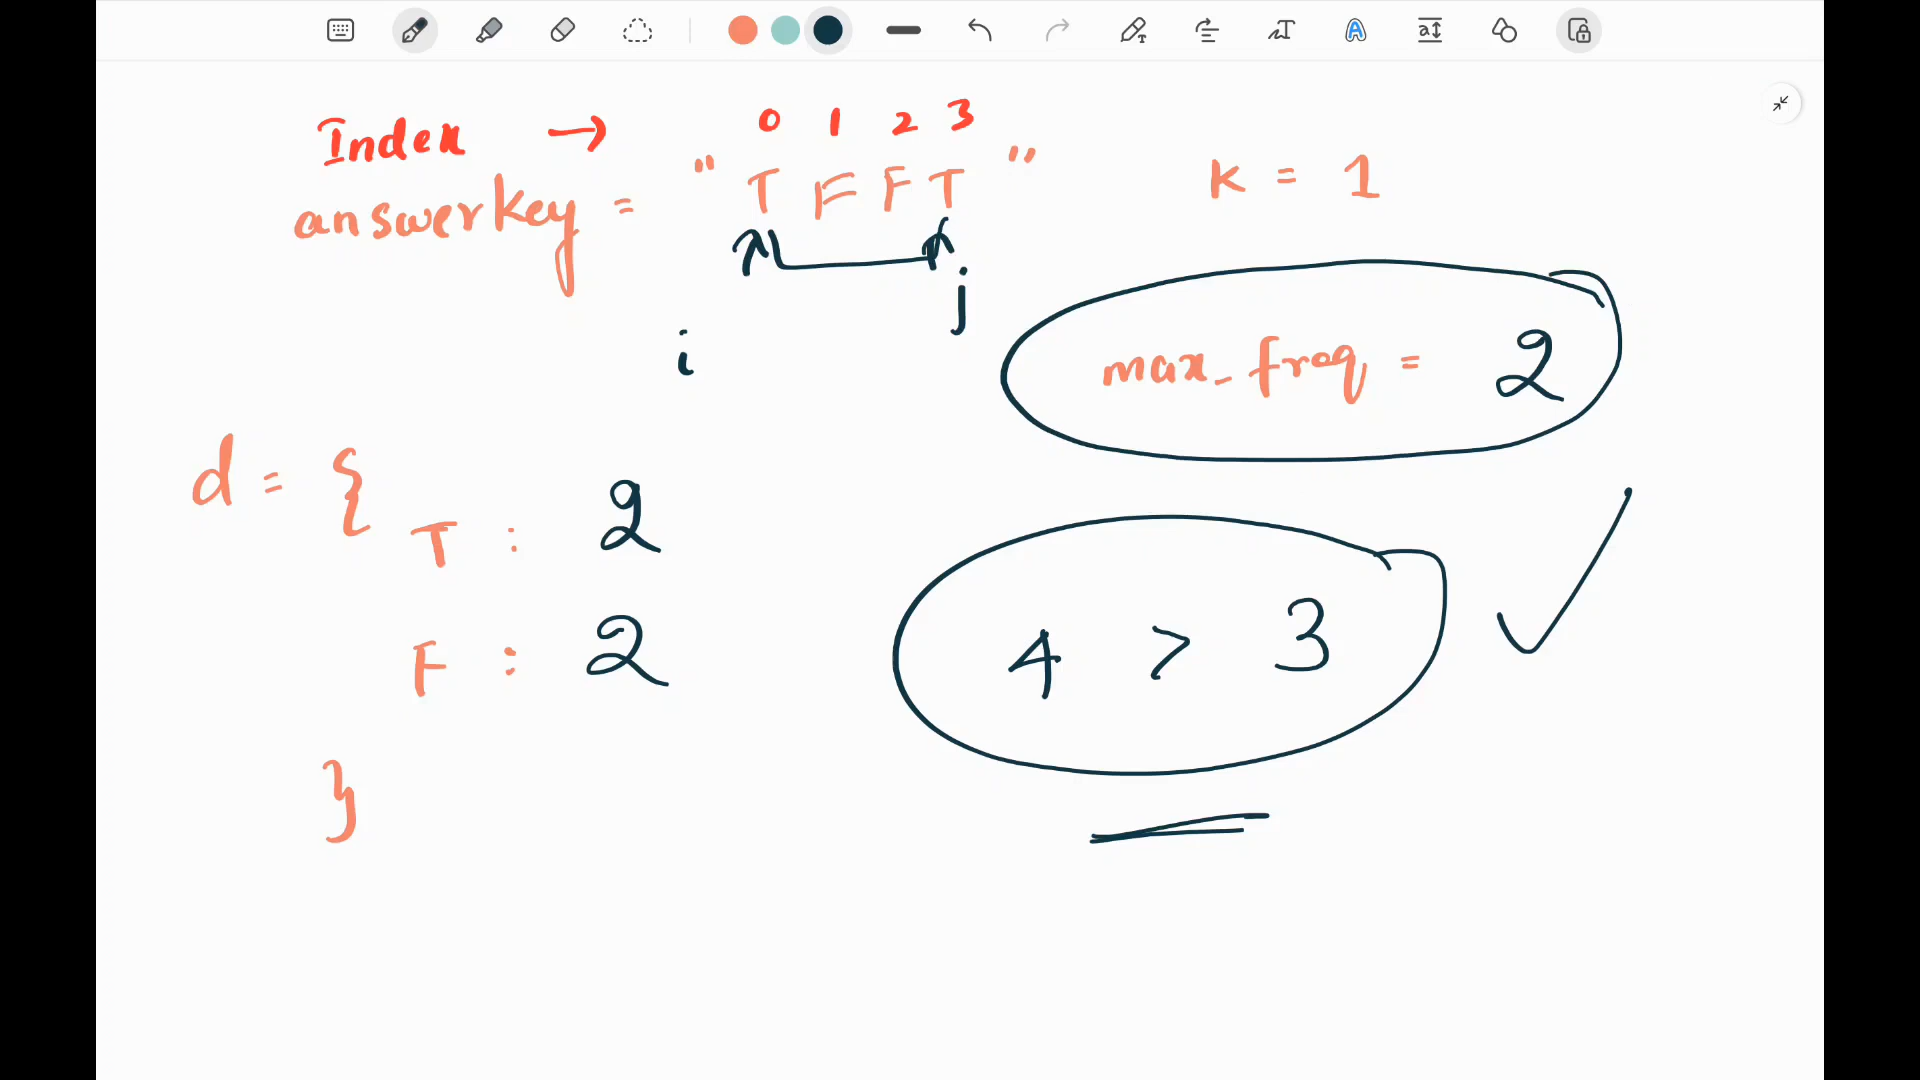 0 1 2 3
Index →
answerkey = "T F F T" k = 1
j
i
max_freq = 2
d = {
T : 2
F : 2
4 > 3
}